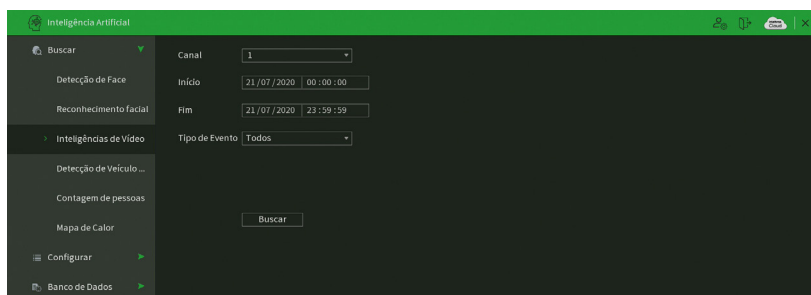 Inteligência Artificial
Buscar
Detecção de Face
Reconhecimento facial
Inteligências de Vídeo
Detecção de Veículo ...
Contagem de pessoas
Mapa de Calor
Configurar
Banco de Dados
Canal 1
Início 21/07/2020 00:00:00
Fim 21/07/2020 23:59:59
Tipo de Evento Todos
Buscar